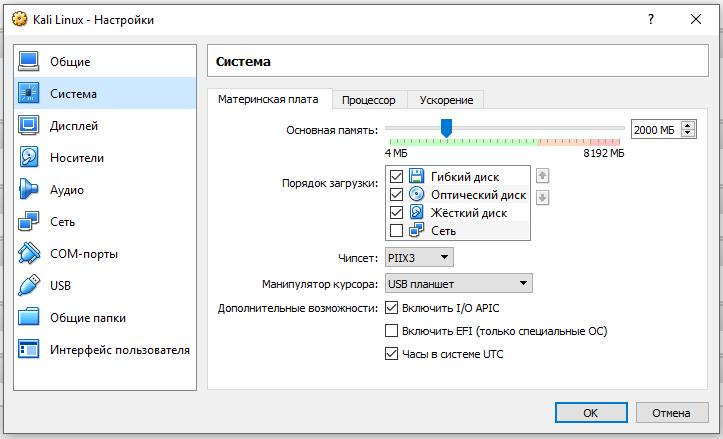 Kali Linux - Настройки
?
Общие
Система
Дисплей
Носители
Аудио
Сеть
COM-порты
USB
Общие папки
Интерфейс пользователя
Система
Материнская плата Процессор Ускорение
Основная память: 2000 МБ
4 МБ 8192 МБ
Порядок загрузки: Гибкий диск
Оптический диск
Жёсткий диск
Сеть
Чипсет: PIIX3
Манипулятор курсора: USB планшет
Дополнительные возможности: Включить I/O APIC
Включить EFI (только специальные ОС)
Часы в системе UTC
OK Отмена